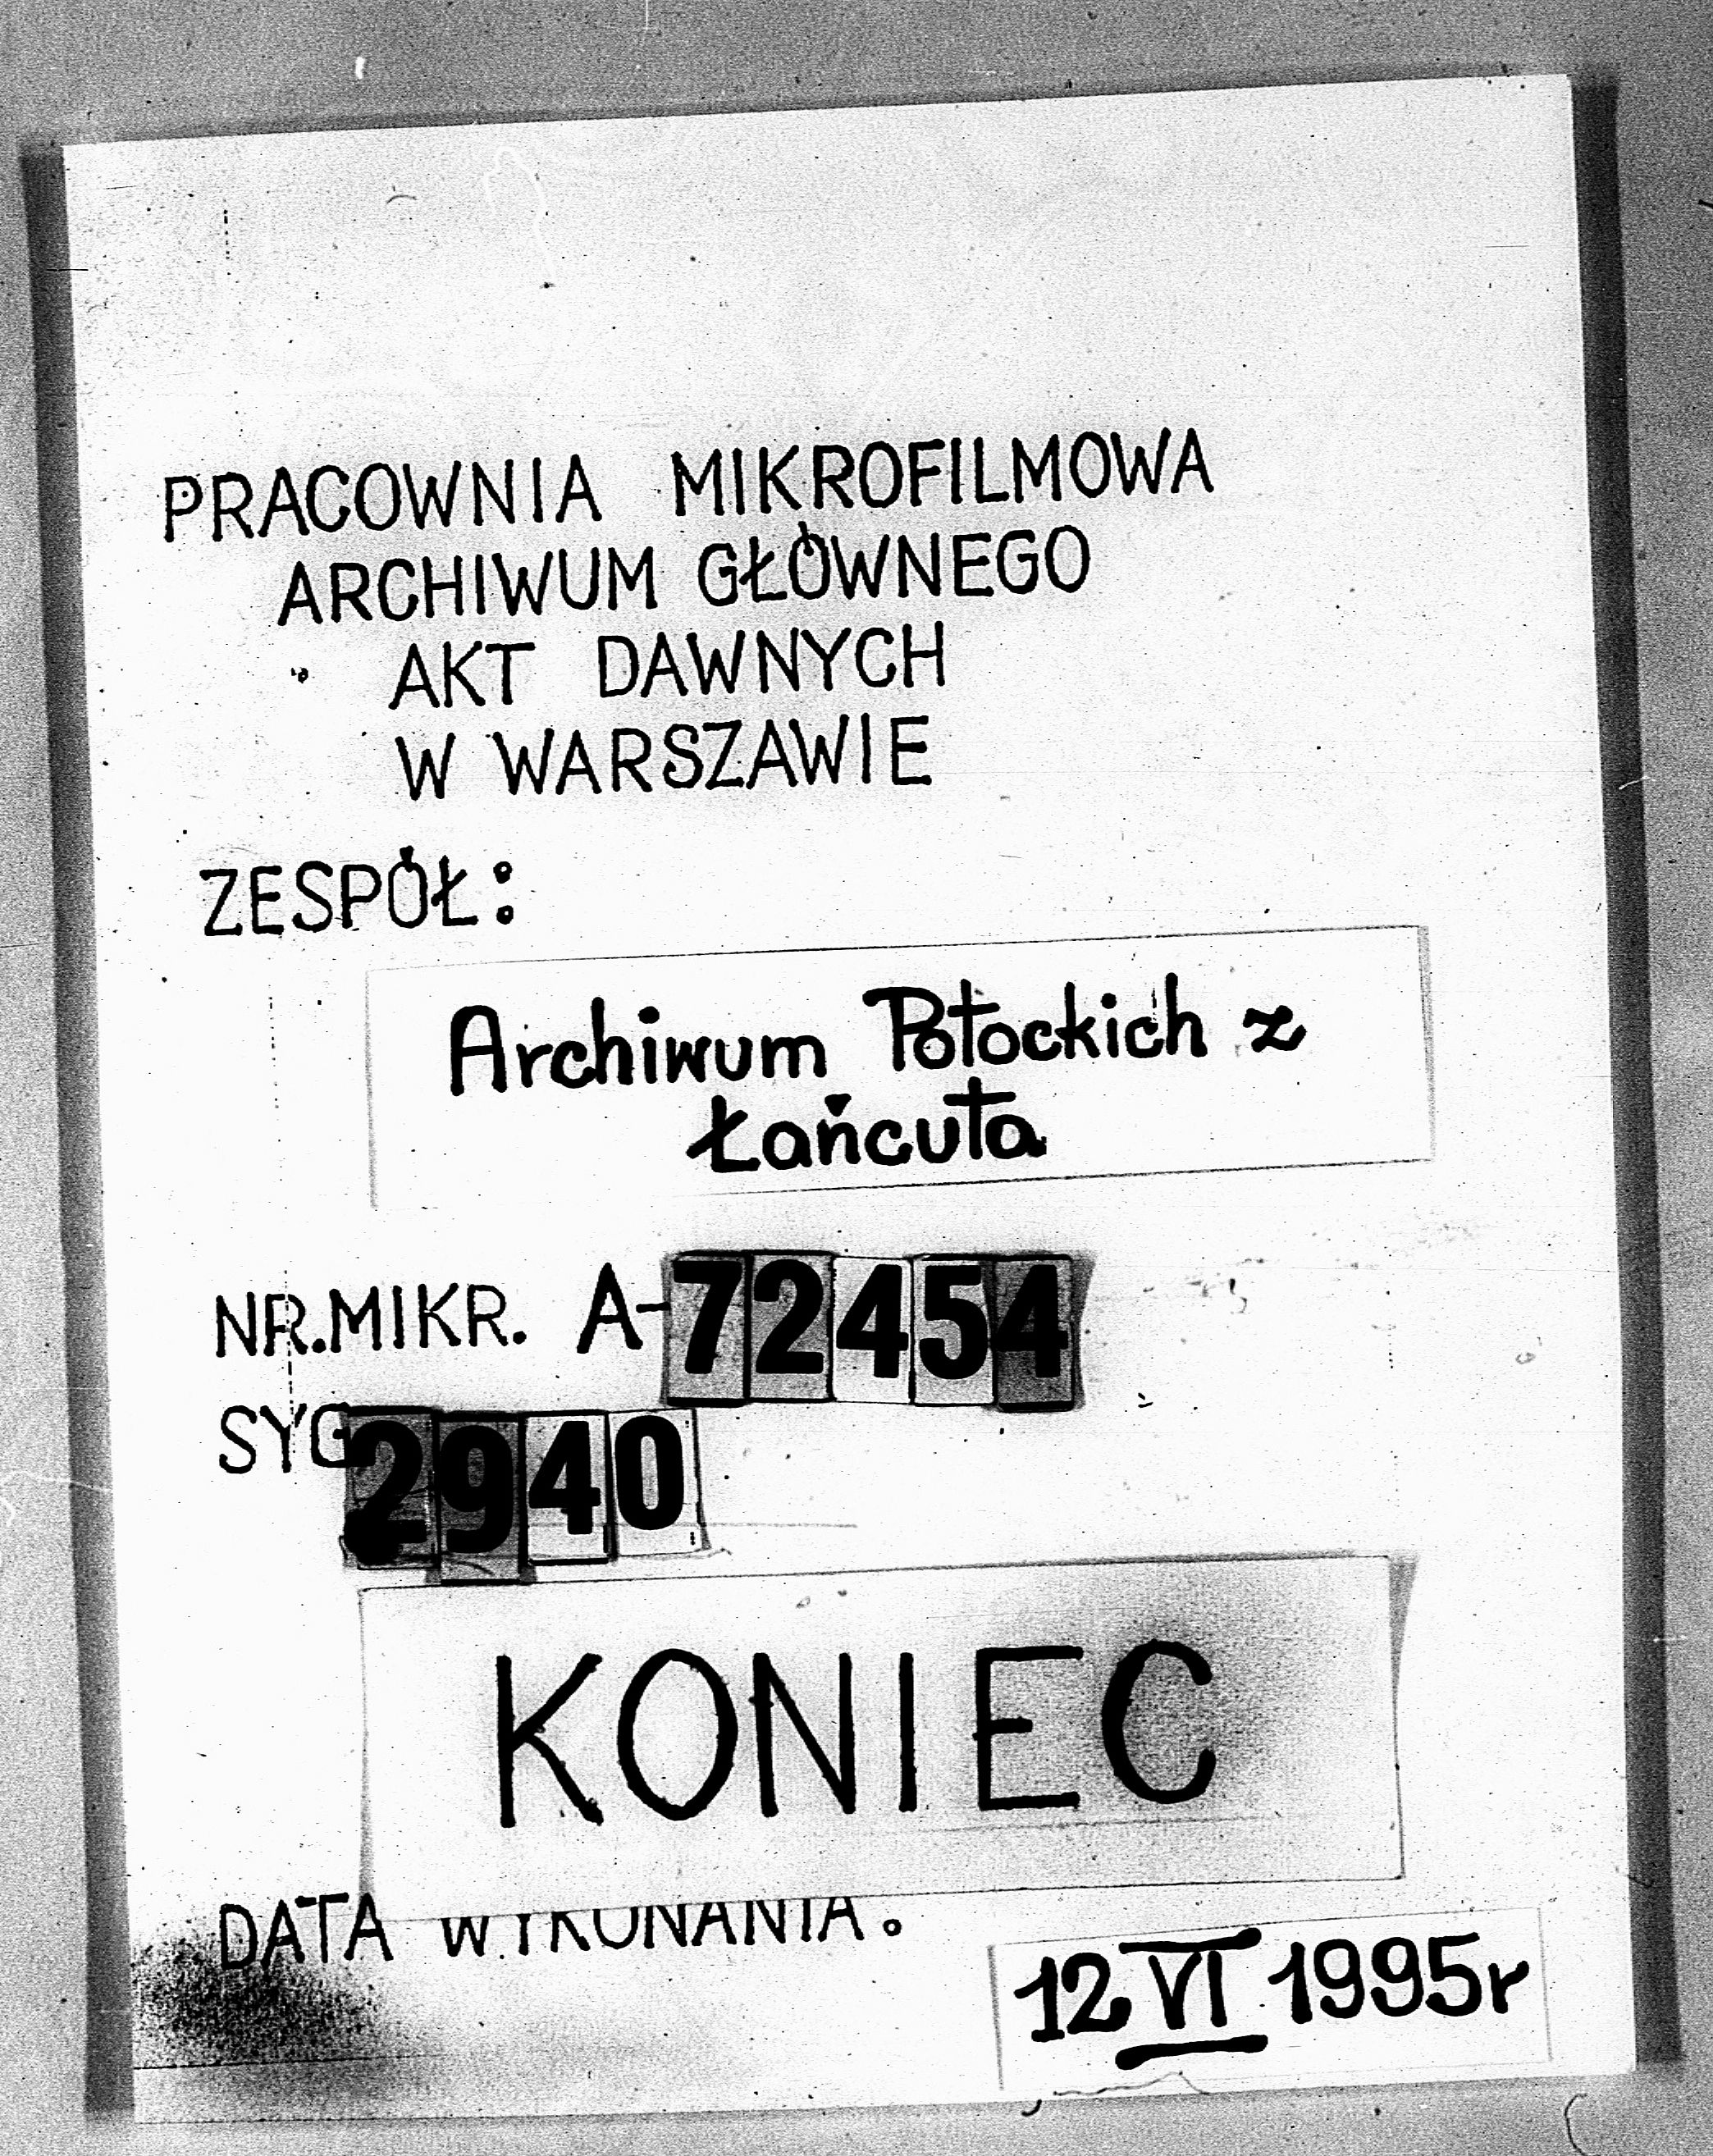 PRACOWNIA MIKROFILMOWA
ARCHIWUM GŁÓWNEGO
AKT DAWNYCH
W WARSZAWIE
ZESPÓŁ:
Archiwum Potockich z
Łańcuta
NR.MIKR. A-72454
SYG 2940
KONIEC
DATA WYKONANIA:
12 VI 1995r